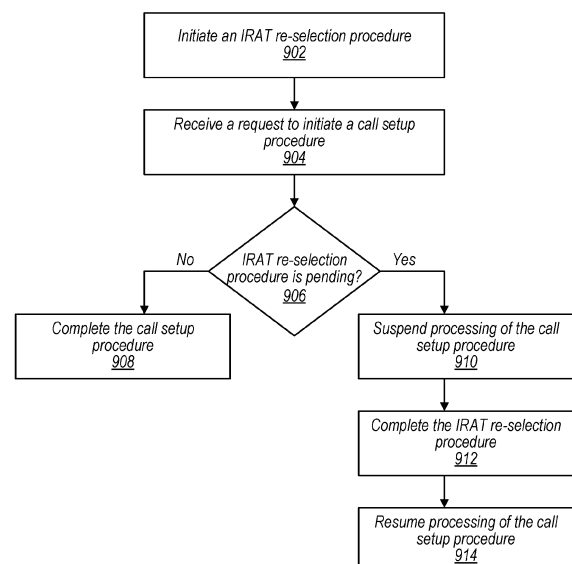 Initiate an IRAT re-selection procedure
902
Receive a request to initiate a call setup
procedure
904
No
IRAT re-selection
procedure is pending?
906
Yes
Complete the call setup
procedure
908
Suspend processing of the call
setup procedure
910
Complete the IRAT re-selection
procedure
912
Resume processing of the call
setup procedure
914